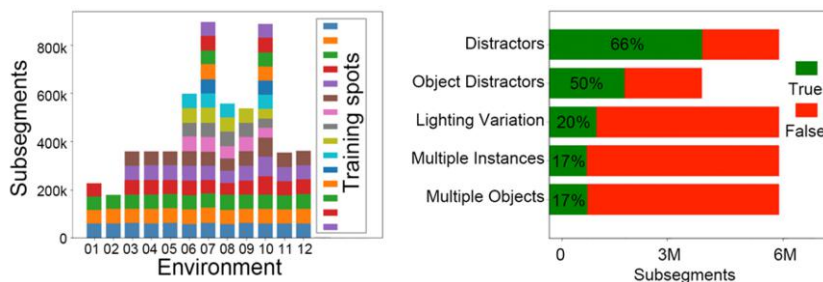 800k
600k
400k
200k
0
Subsegments
01 02 03 04 05 06 07 08 09 10 11 12
Environment
Training spots
Distractors
Object Distractors
Lighting Variation
Multiple Instances
Multiple Objects
66%
50%
20%
17%
17%
True
False
0 3M 6M
Subsegments